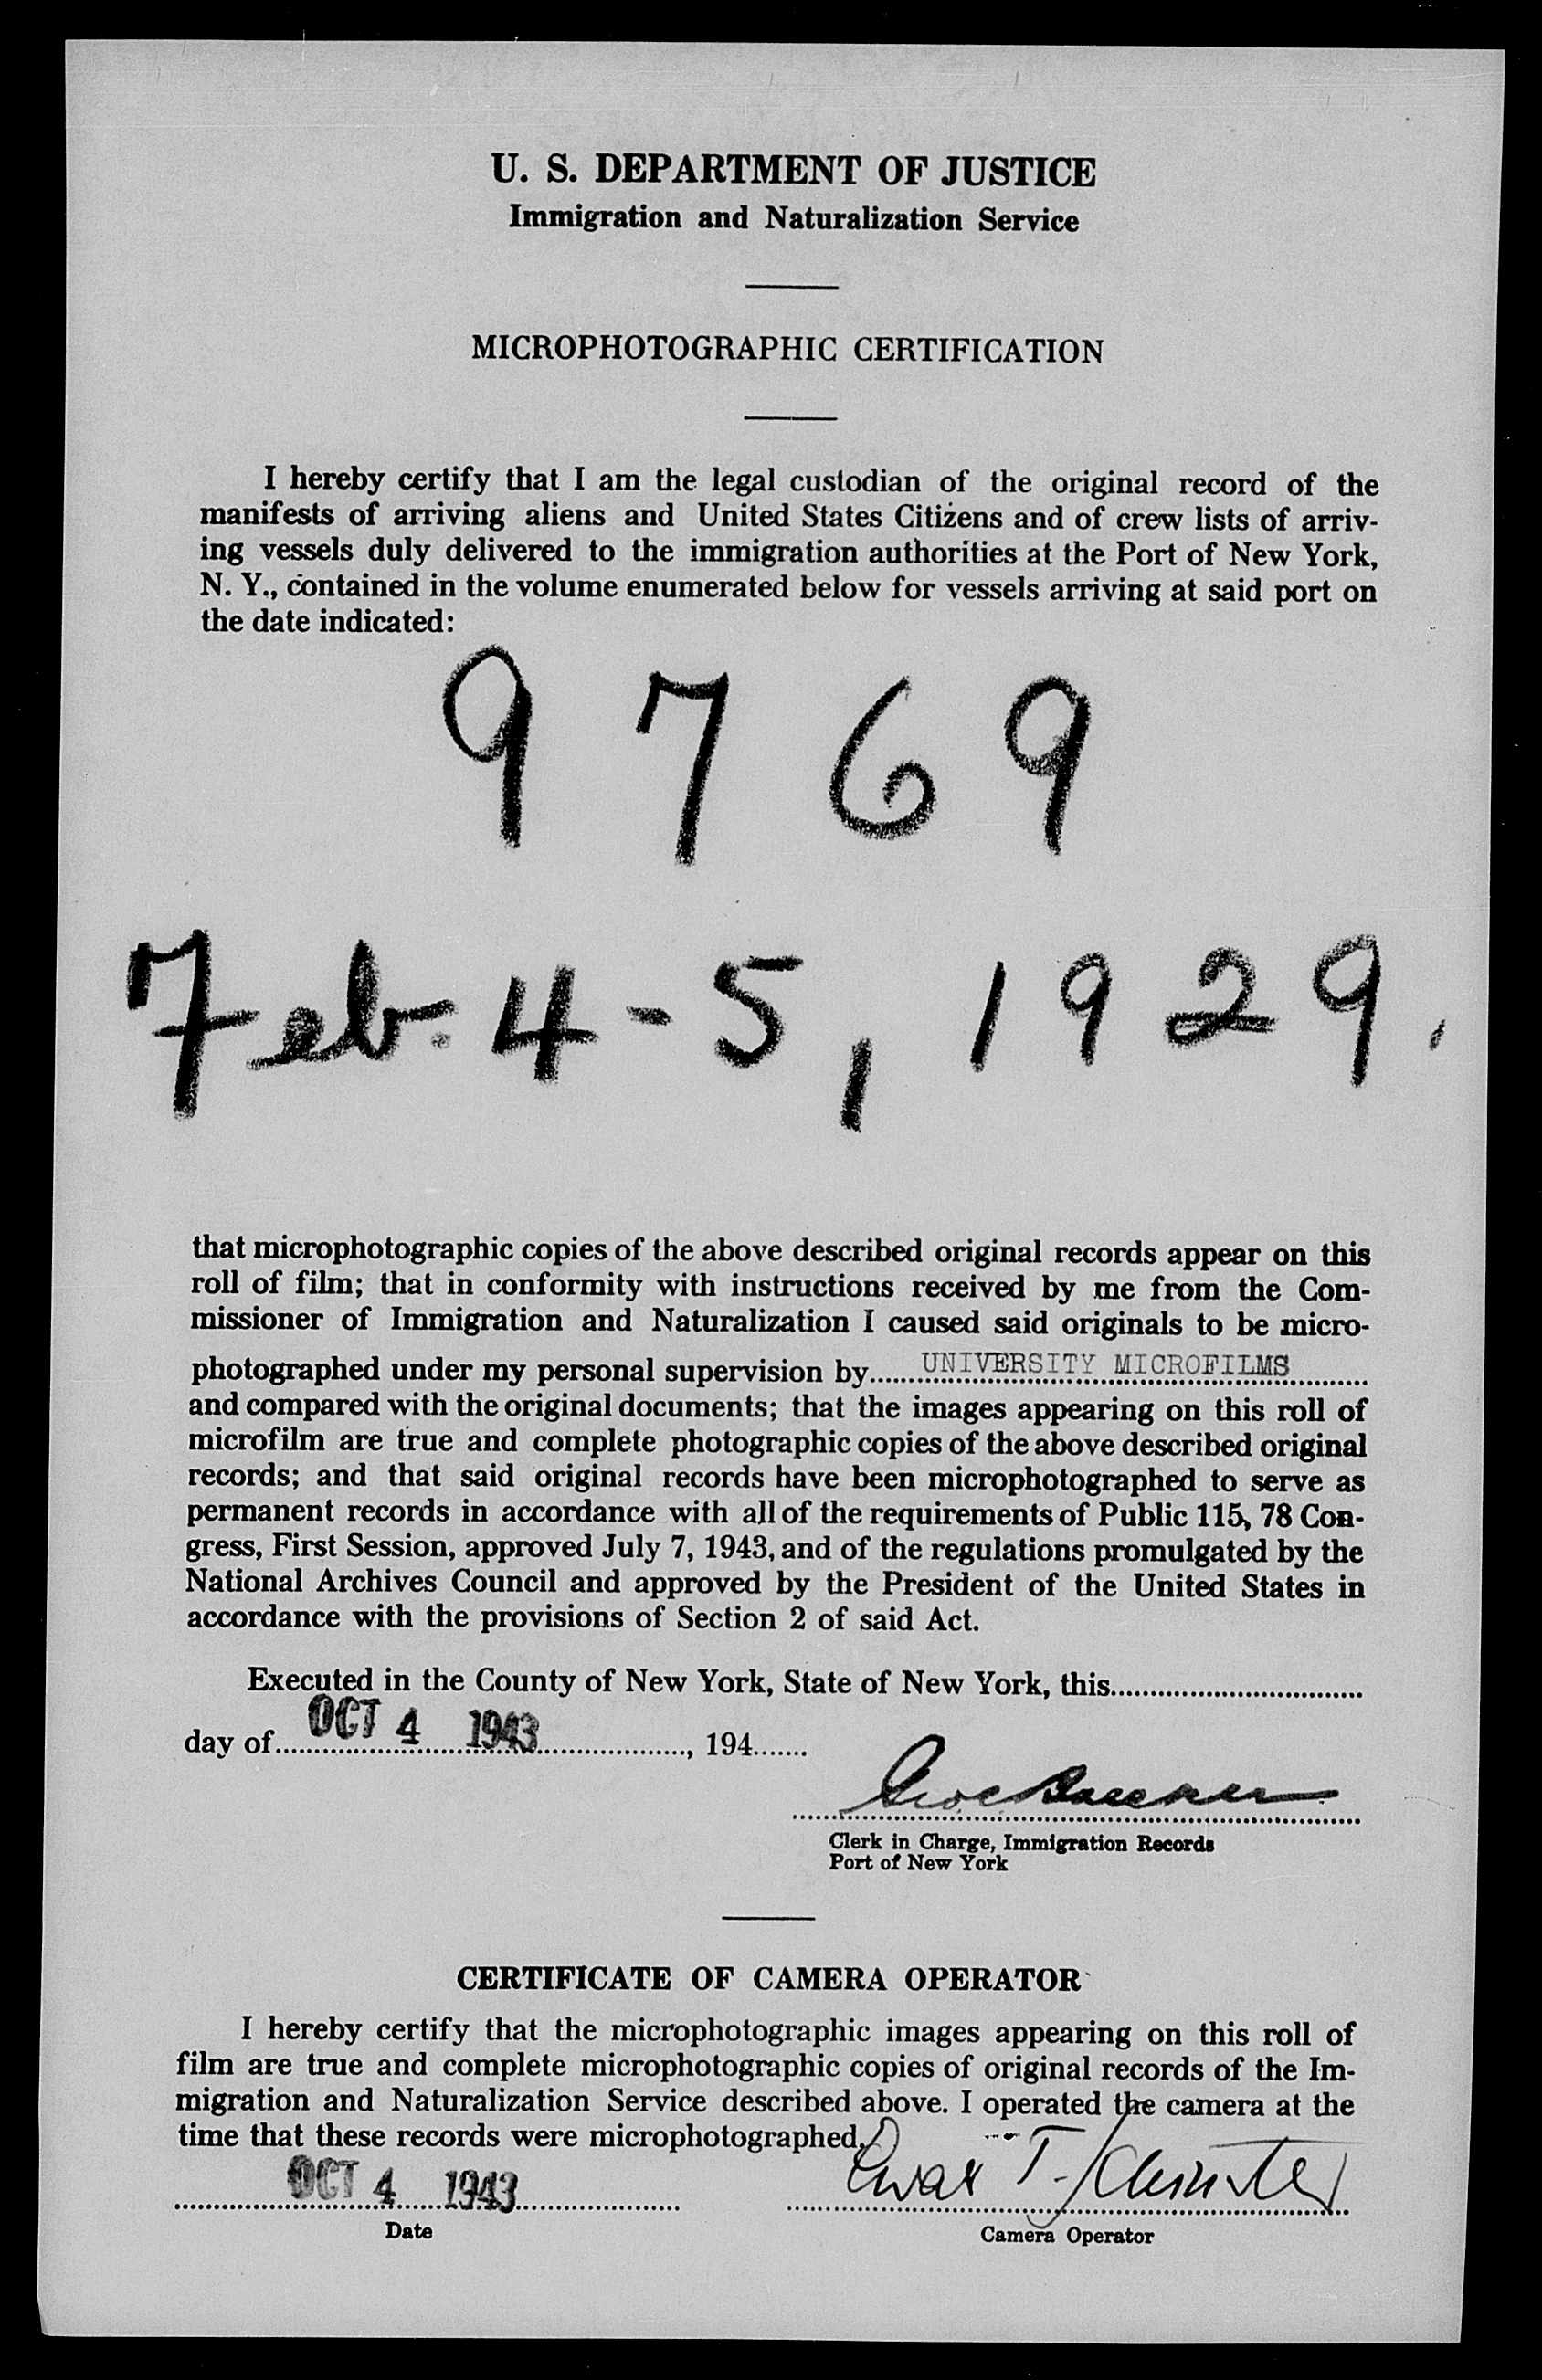 U. S. DEPARTMENT OF JUSTICE
Immigration and Naturalization Service
MICROPHOTOGRAPHIC CERTIFICATION
I hereby certify that I am the legal custodian of the original record of the
manifests of arriving aliens and United States Citizens and of crew lists of arriv-
ing vessels duly delivered to the immigration authorities at the Port of New York,
N. Y., contained in the volume enumerated below for vessels arriving at said port on
the date indicated:
9769
Feb. 4-5, 1929.
that microphotographic copies of the above described original records appear on this
roll of film; that in conformity with instructions received by me from the Com-
missioner of Immigration and Naturalization I caused said originals to be micro-
photographed under my personal supervision by UNIVERSITY MICROFILMS
and compared with the original documents; that the images appearing on this roll of
microfilm are true and complete photographic copies of the above described original
records; and that said original records have been microphotographed to serve as
permanent records in accordance with all of the requirements of Public 115, 78 Con-
gress, First Session, approved July 7, 1943, and of the regulations promulgated by the
National Archives Council and approved by the President of the United States in
accordance with the provisions of Section 2 of said Act.
Executed in the County of New York, State of New York, this
day of OCT 4 1943, 194
Clerk in Charge, Immigration Records
Port of New York
CERTIFICATE OF CAMERA OPERATOR
I hereby certify that the microphotographic images appearing on this roll of
film are true and complete microphotographic copies of original records of the Im-
migration and Naturalization Service described above. I operated the camera at the
time that these records were microphotographed.
OCT 4 1943
Date
Camera Operator